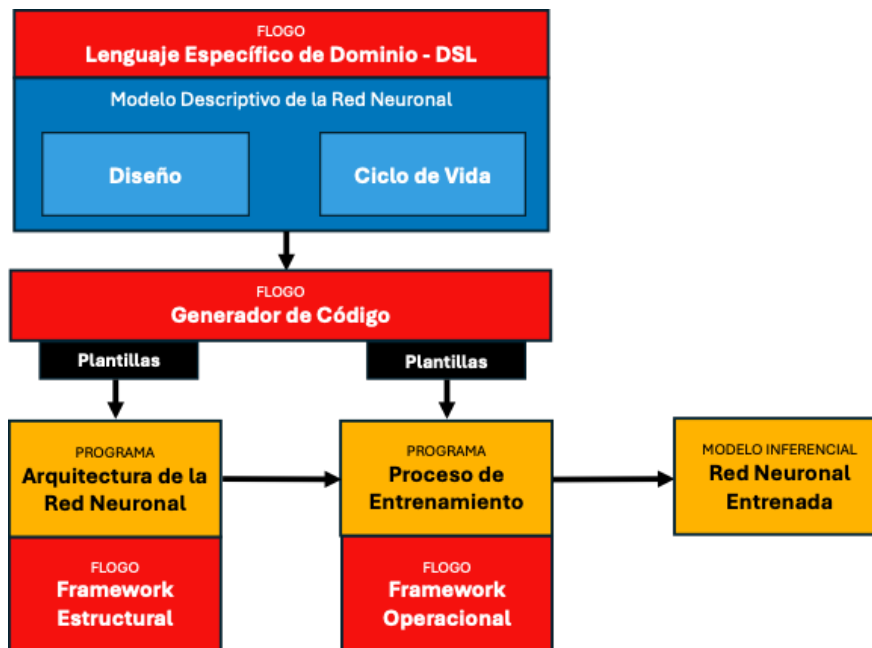 FLOGO
Lenguaje Específico de Dominio - DSL
Modelo Descriptivo de la Red Neuronal
Diseño
Ciclo de Vida
FLOGO
Generador de Código
Plantillas
Plantillas
PROGRAMA
Arquitectura de la
Red Neuronal
PROGRAMA
Proceso de
Entrenamiento
MODELO INFERENCIAL
Red Neuronal
Entrenada
FLOGO
Framework
Estructural
FLOGO
Framework
Operacional